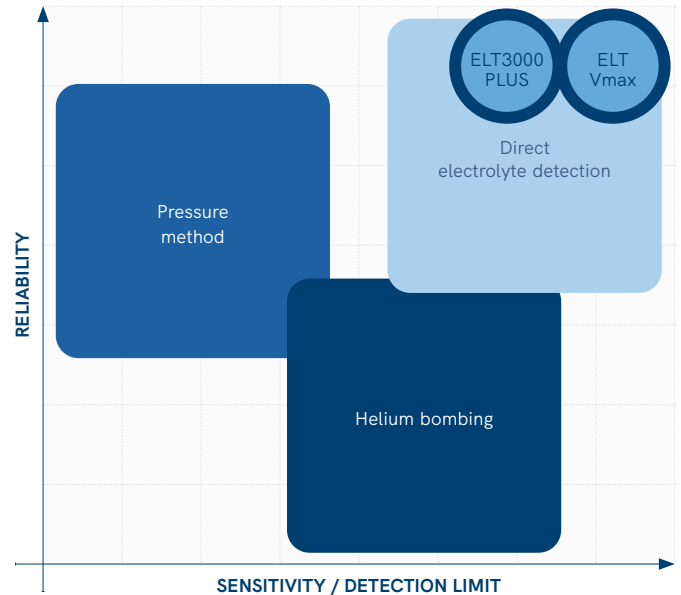 ELT3000
PLUS
ELT
Vmax
Direct
electrolyte detection
Pressure
method
Helium bombing
RELIABILITY
SENSITIVITY / DETECTION LIMIT